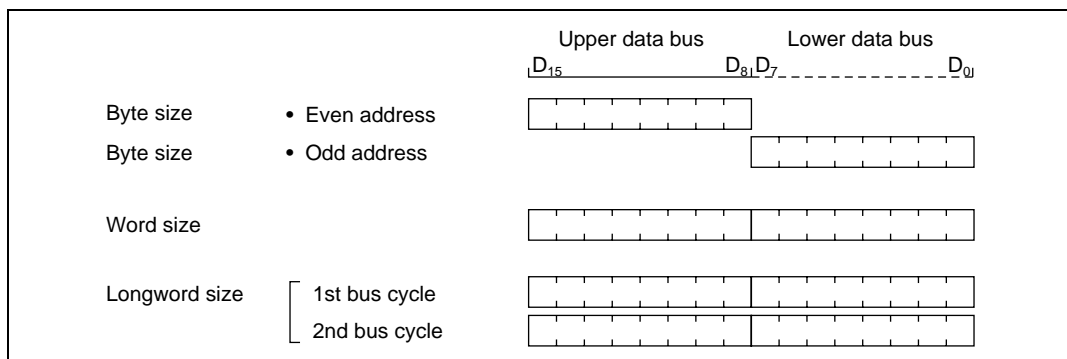 Upper data bus Lower data bus
D15 D8 D7 D0
Byte size • Even address
Byte size • Odd address
Word size
Longword size 1st bus cycle
2nd bus cycle